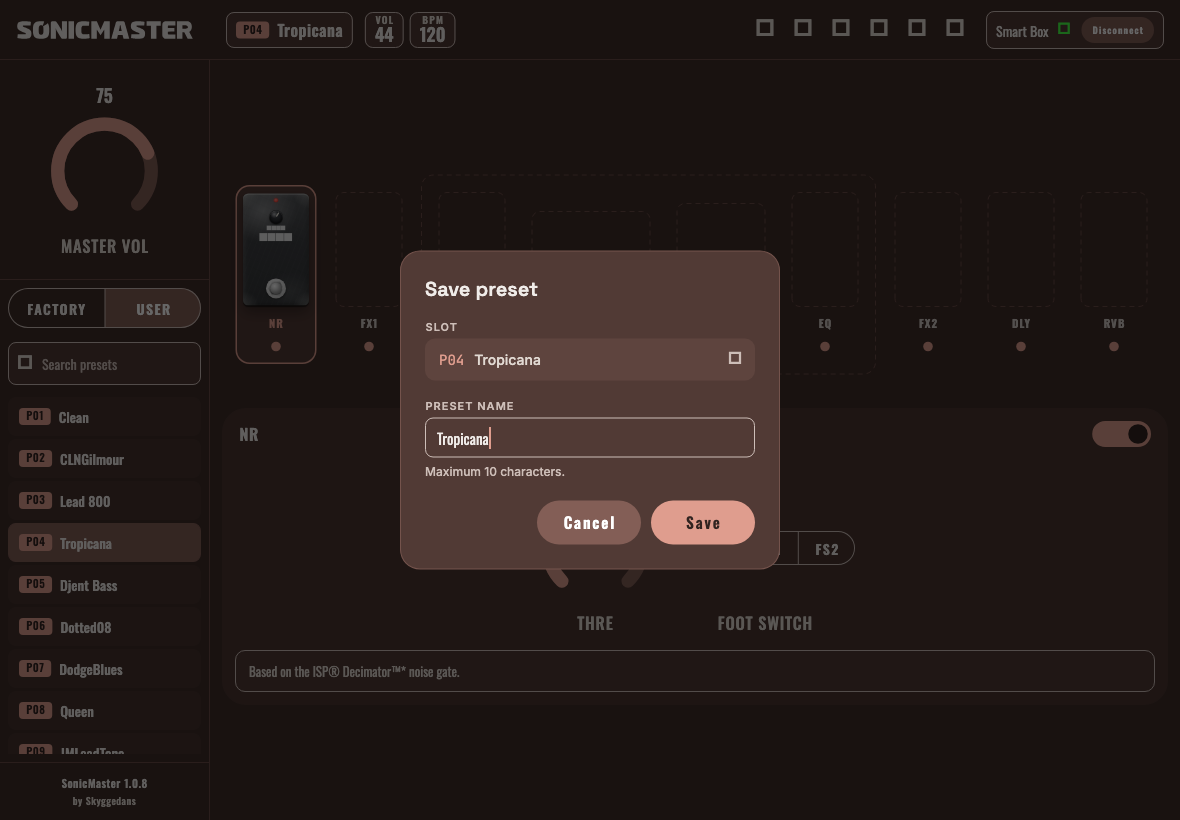 SONICMASTER
P04 Tropicana
VOL
44
BPM
120
Smart Box
Disconnect
75
MASTER VOL
FACTORY
USER
Search presets
P01 Clean
P02 CLNGilmour
P03 Lead 800
P04 Tropicana
P05 Djent Bass
P06 Dotted08
P07 DodgeBlues
P08 Queen
P09 JMLeadTone
SonicMaster 1.0.8
by Skyggedans
NR
FX1
EQ
FX2
DLY
RVB
Save preset
SLOT
P04 Tropicana
PRESET NAME
Tropicana
Maximum 10 characters.
Cancel
Save
NR
FS2
THRE
FOOT SWITCH
Based on the ISP® Decimator™* noise gate.